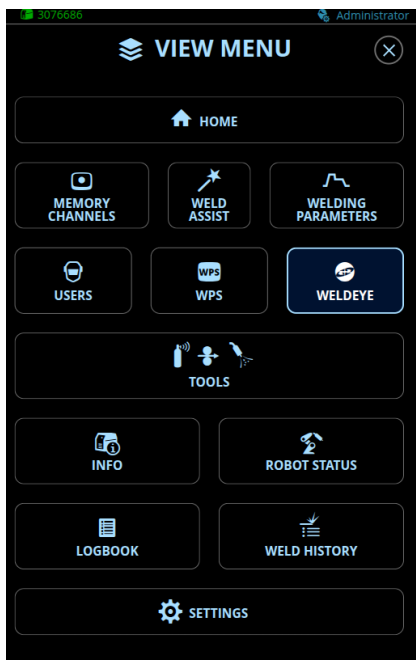 3076686 Administrator
VIEW MENU
HOME
MEMORY CHANNELS
WELD ASSIST
WELDING PARAMETERS
USERS
WPS
WPS
WELDEYE
TOOLS
INFO
ROBOT STATUS
LOGBOOK
WELD HISTORY
SETTINGS